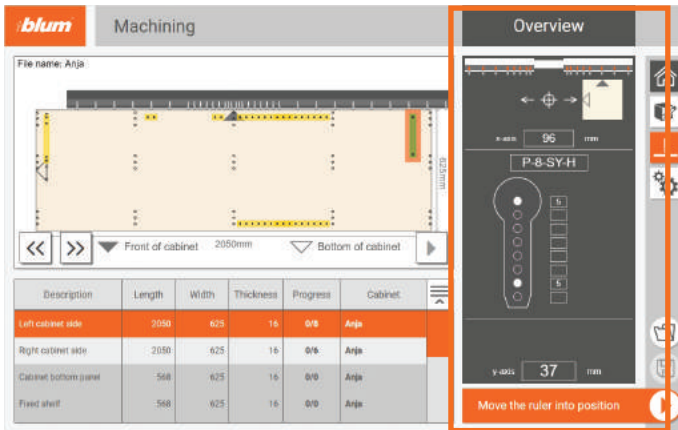 blum
Machining
Overview
File name: Anja
625mm
Front of cabinet
2050mm
Bottom of cabinet
Description Length Width Thickness Progress Cabinet
Left cabinet side 2050 625 16 0/8 Anja
Right cabinet side 2050 625 16 0/6 Anja
Cabinet bottom panel 568 625 16 0/0 Anja
Fixed shelf 568 625 16 0/0 Anja
x-axis 96 mm
P-8-SY-H
5
5
y-axis 37 mm
Move the ruler into position